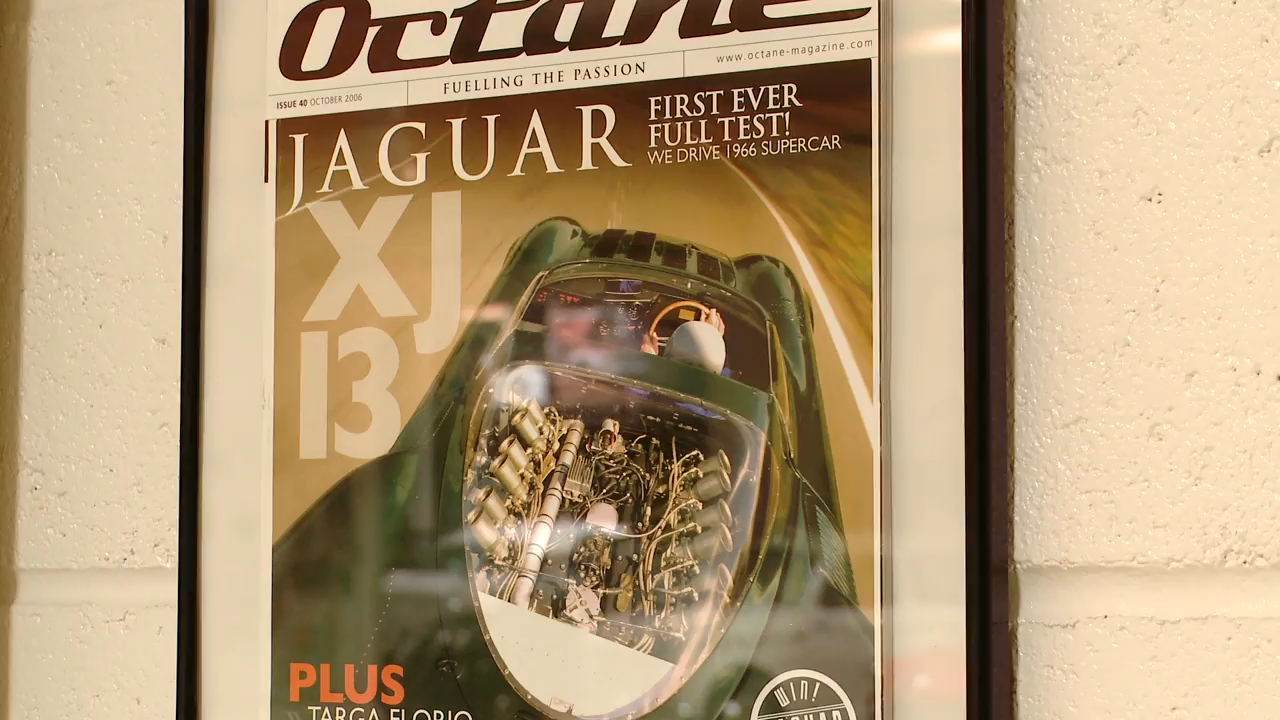 Octane
www.octane-magazine.com
FUELLING THE PASSION
ISSUE 40 OCTOBER 2006
JAGUAR
FIRST EVER
FULL TEST!
WE DRIVE 1966 SUPERCAR
XJ
13
PLUS
TARGA FLORIO
WIN!
JAGUAR